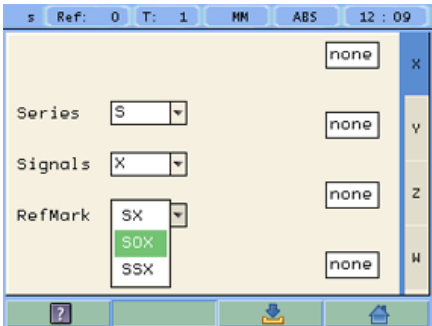 s Ref: 0 T: 1 MM ABS 12 : 09
none
X
Series S
none
Y
Signals X
none
Z
RefMark SX
SOX
SSX
none
W
?